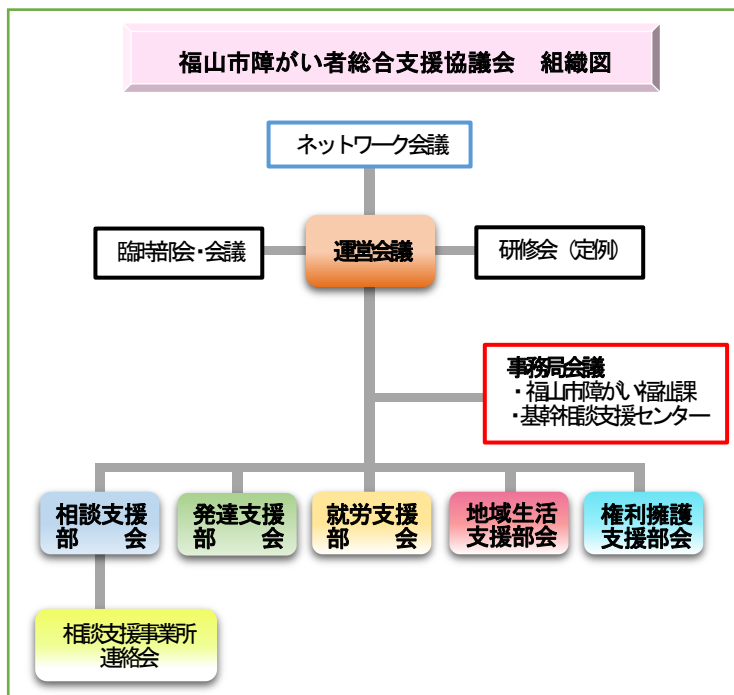 福山市障がい者総合支援協議会　組織図
ネットワーク会議
臨時部会・会議
運営会議
研修会（定例）
事務局会議
・福山市障がい福祉課
・基幹相談支援センター
相談支援
部　　会
発達支援
部　　会
就労支援
部　　会
地域生活
支援部会
権利擁護
支援部会
相談支援事業所
連絡会